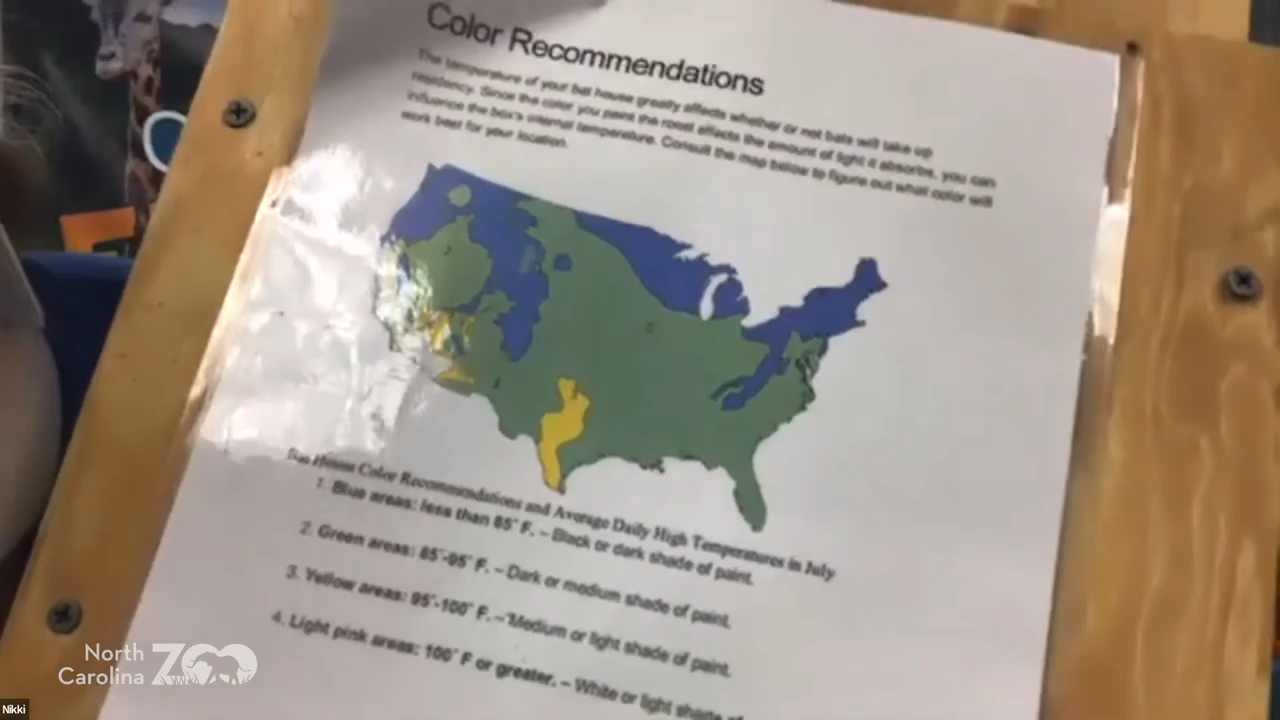 Color Recommendations
The temperature of your bat house greatly affects whether or not bats will take up
residency. Since the color you paint the roost affects the amount of light it absorbs, you can
influence the box's internal temperature. Consult the map below to figure out what color will
work best for your location.
Bat House Color Recommendations and Average Daily High Temperatures in July
1. Blue areas: less than 85° F. – Black or dark shade of paint.
2. Green areas: 85°-95° F. – Dark or medium shade of paint.
3. Yellow areas: 95°-100° F. – Medium or light shade of paint.
4. Light pink areas: 100° F or greater. – White or light shade of
North
Carolina ZOO
Nikki